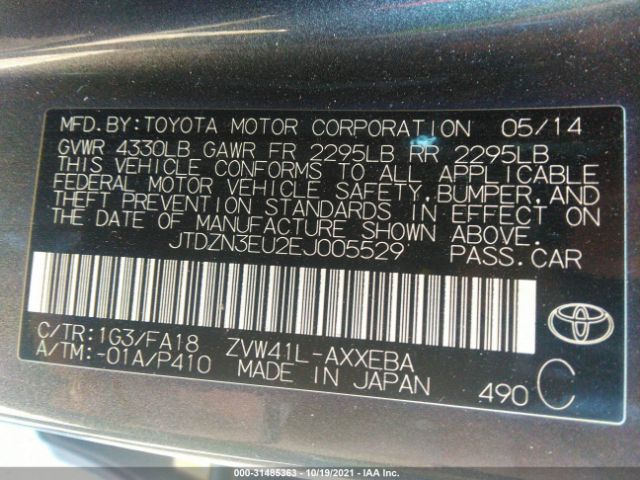 MFD.BY:TOYOTA MOTOR CORPORATION 05/14
GVWR 4330LB GAWR FR 2295LB RR 2295LB
THIS VEHICLE CONFORMS TO ALL APPLICABLE
FEDERAL MOTOR VEHICLE SAFETY,BUMPER,AND
THEFT PREVENTION STANDARDS IN EFFECT ON
THE DATE OF MANUFACTURE SHOWN ABOVE.
JTDZN3EU2EJ005529 PASS.CAR
C/TR:1G3/FA18 ZVW41L-AXXEBA
A/TM:-01A/P410 MADE IN JAPAN
490 C
000-31485363 - 10/19/2021 - IAA Inc.